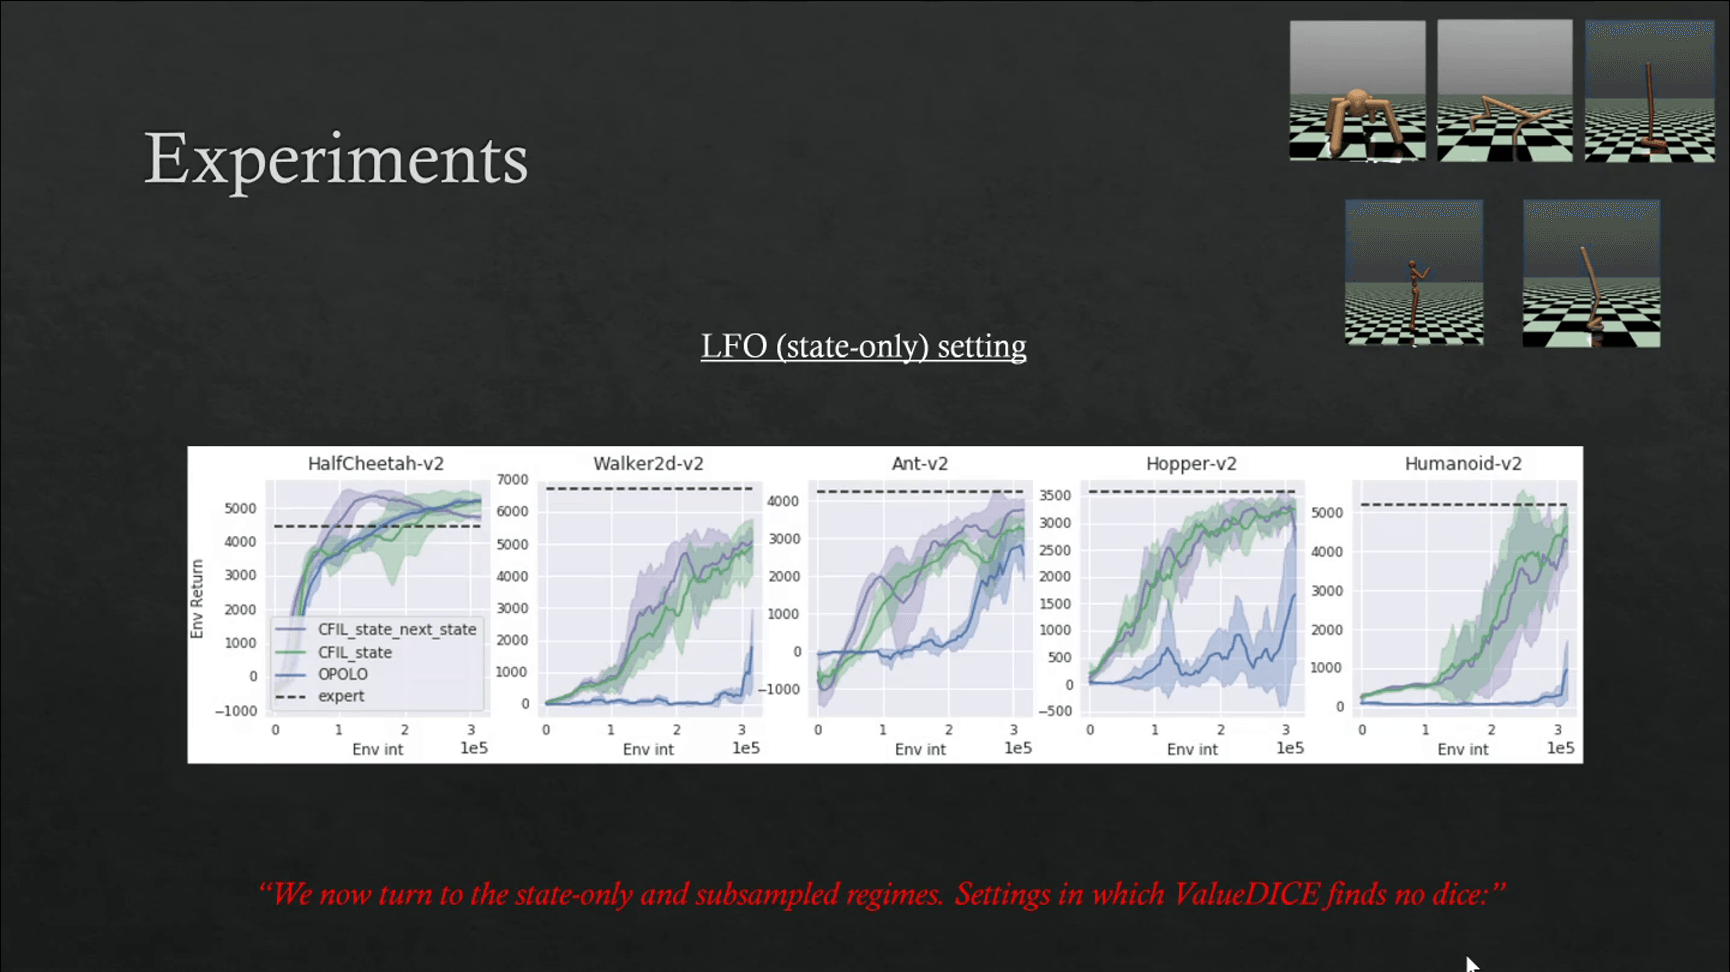 Experiments
LFO (state-only) setting
HalfCheetah-v2
Env Return
5000
4000
3000
2000
1000
0
−1000
CFIL_state_next_state
CFIL_state
OPOLO
expert
0 1 2 3
Env int 1e5
Walker2d-v2
7000
6000
5000
4000
3000
2000
1000
0
0 1 2 3
Env int 1e5
Ant-v2
4000
3000
2000
1000
0
−1000
0 1 2 3
Env int 1e5
Hopper-v2
3500
3000
2500
2000
1500
1000
500
0
−500
0 1 2 3
Env int 1e5
Humanoid-v2
5000
4000
3000
2000
1000
0
0 1 2 3
Env int 1e5
“We now turn to the state-only and subsampled regimes. Settings in which ValueDICE finds no dice:”